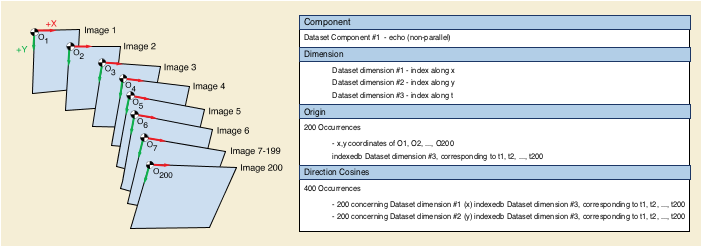 +X
Image 1
O1
+Y
Image 2
O2
Image 3
O3
Image 4
O4
Image 5
O5
Image 6
O6
Image 7-199
O7
Image 200
O200
Component
Dataset Component #1 - echo (non-parallel)
Dimension
Dataset dimension #1 - index along x
Dataset dimension #2 - index along y
Dataset dimension #3 - index along t
Origin
200 Occurrences
- x,y coordinates of O1, O2, ..., O200
indexedb Dataset dimension #3, corresponding to t1, t2, ..., t200
Direction Cosines
400 Occurrences
- 200 concerning Dataset dimension #1 (x) indexedb Dataset dimension #3, corresponding to t1, t2, ..., t200
- 200 concerning Dataset dimension #2 (y) indexedb Dataset dimension #3, corresponding to t1, t2, ..., t200